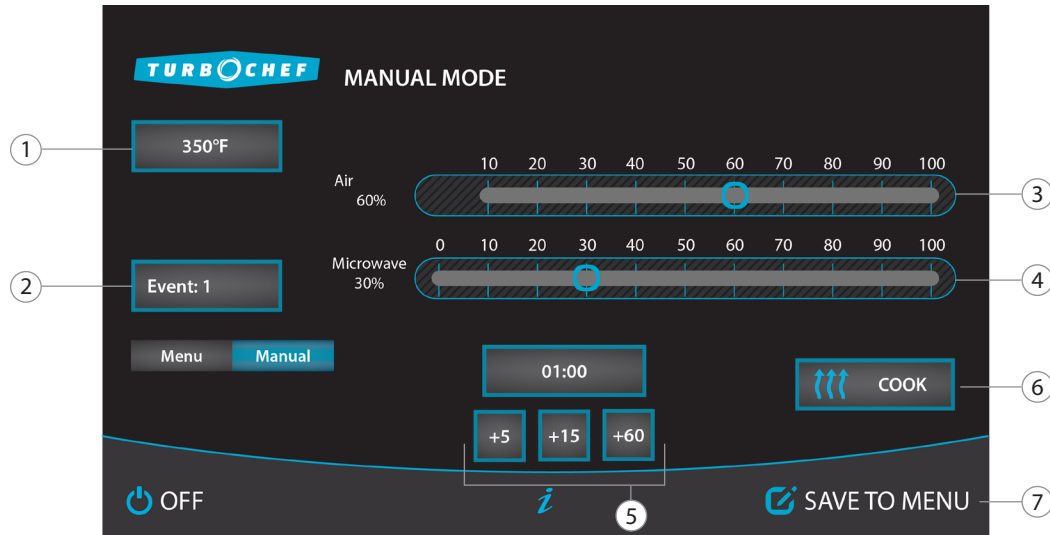 TURBOCHEF
MANUAL MODE
1
350°F
10 20 30 40 50 60 70 80 90 100
Air
60%
3
0 10 20 30 40 50 60 70 80 90 100
Microwave
30%
4
2
Event: 1
Menu Manual
01:00
COOK
6
+5 +15 +60
OFF
i
5
SAVE TO MENU
7